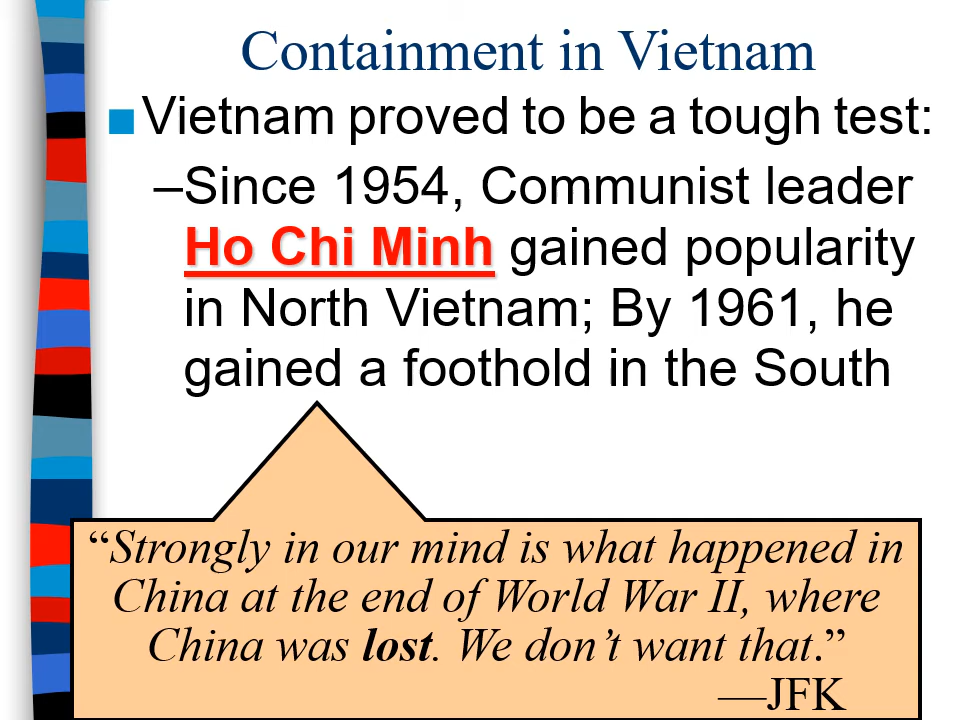 Containment in Vietnam
■Vietnam proved to be a tough test:
–Since 1954, Communist leader
Ho Chi Minh gained popularity
in North Vietnam; By 1961, he
gained a foothold in the South
“Strongly in our mind is what happened in
China at the end of World War II, where
China was lost. We don’t want that.”
—JFK